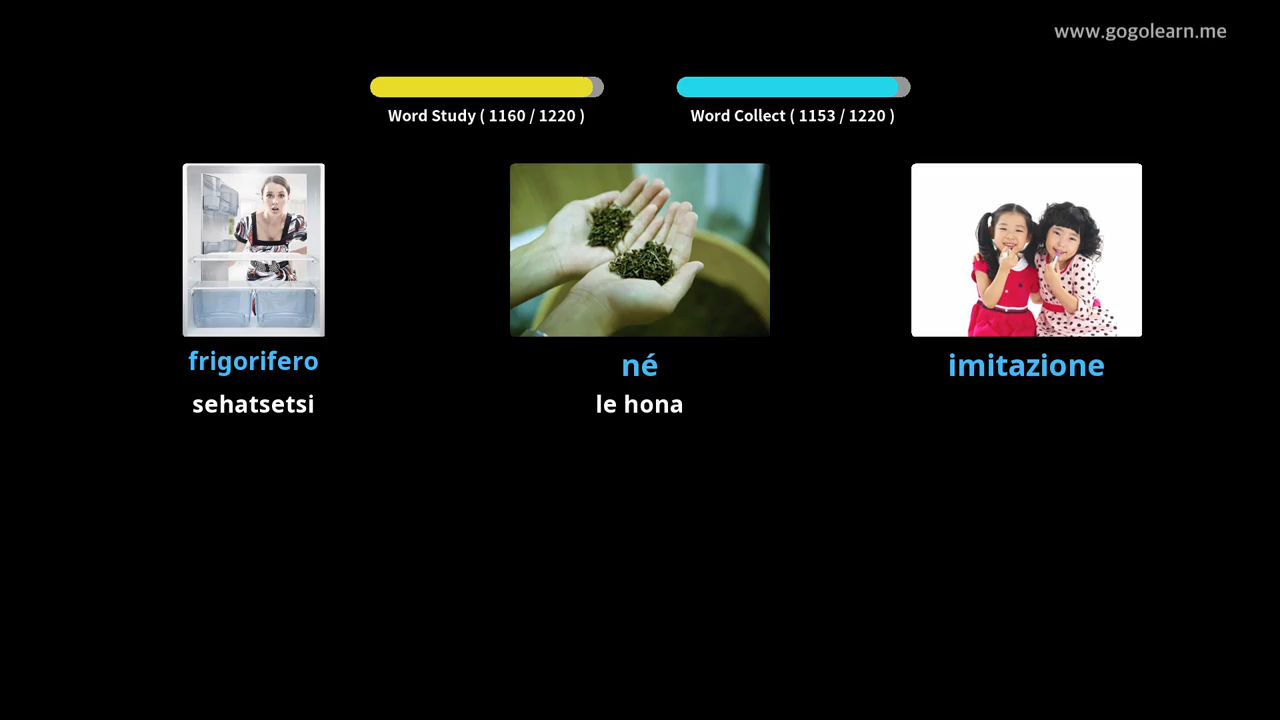 www.gogolearn.me
Word Study ( 1160 / 1220 )
Word Collect ( 1153 / 1220 )
frigorifero
né
imitazione
sehatsetsi
le hona